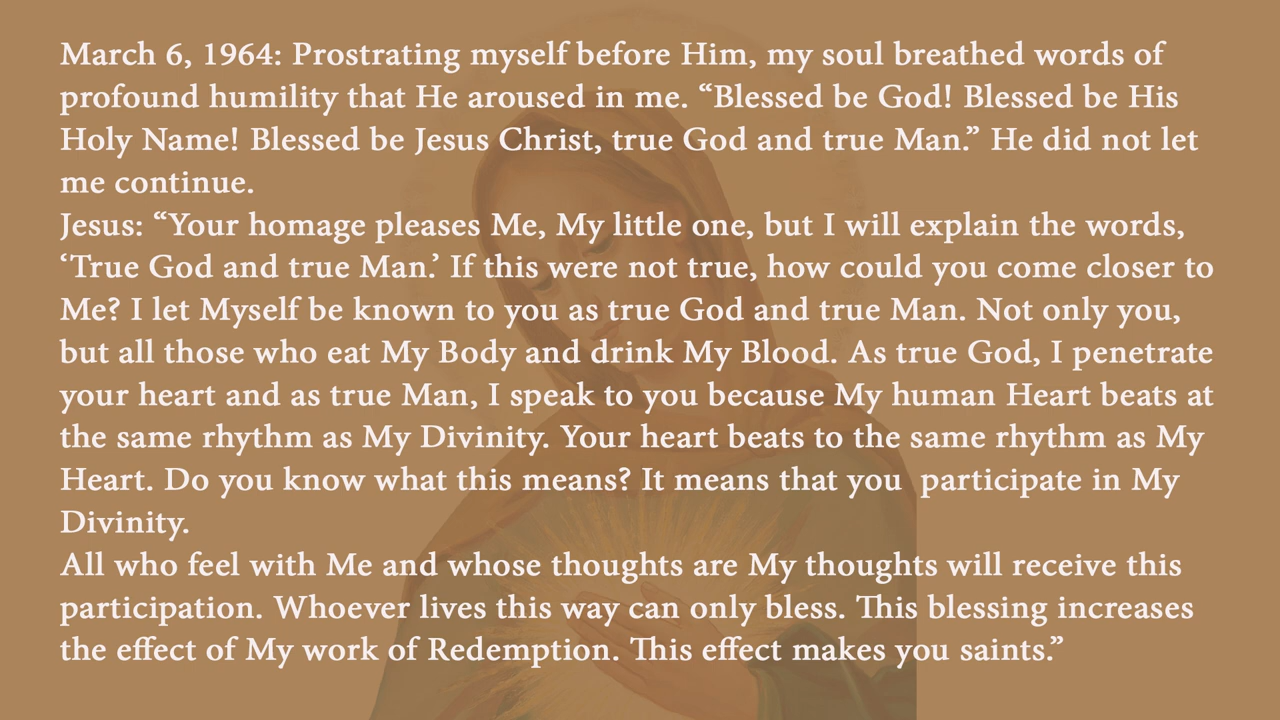 March 6, 1964: Prostrating myself before Him, my soul breathed words of
profound humility that He aroused in me. “Blessed be God! Blessed be His
Holy Name! Blessed be Jesus Christ, true God and true Man.” He did not let
me continue.
Jesus: “Your homage pleases Me, My little one, but I will explain the words,
‘True God and true Man.’ If this were not true, how could you come closer to
Me? I let Myself be known to you as true God and true Man. Not only you,
but all those who eat My Body and drink My Blood. As true God, I penetrate
your heart and as true Man, I speak to you because My human Heart beats at
the same rhythm as My Divinity. Your heart beats to the same rhythm as My
Heart. Do you know what this means? It means that you  participate in My
Divinity.
All who feel with Me and whose thoughts are My thoughts will receive this
participation. Whoever lives this way can only bless. This blessing increases
the effect of My work of Redemption. This effect makes you saints.”